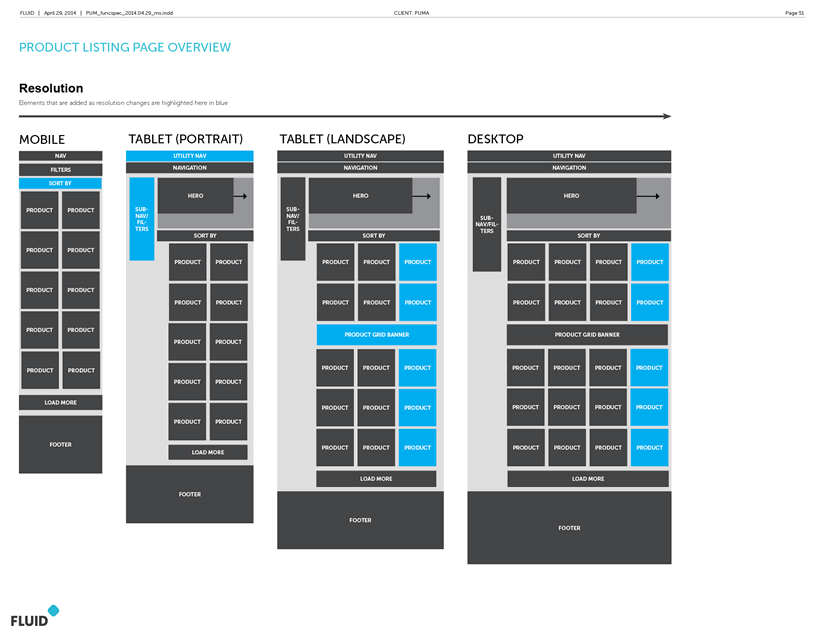 FLUID | April 29, 2014 | PUM_funcspec_2014.04.29_ms.indd
CLIENT: PUMA
Page 51
PRODUCT LISTING PAGE OVERVIEW
Resolution
Elements that are added as resolution changes are highlighted here in blue
MOBILE
NAV
FILTERS
SORT BY
PRODUCT PRODUCT
PRODUCT PRODUCT
PRODUCT PRODUCT
PRODUCT PRODUCT
PRODUCT PRODUCT
LOAD MORE
FOOTER
TABLET (PORTRAIT)
UTILITY NAV
NAVIGATION
SUB-
NAV/
FIL-
TERS
HERO
SORT BY
PRODUCT PRODUCT
PRODUCT PRODUCT
PRODUCT PRODUCT
PRODUCT PRODUCT
PRODUCT PRODUCT
LOAD MORE
FOOTER
TABLET (LANDSCAPE)
UTILITY NAV
NAVIGATION
SUB-
NAV/
FIL-
TERS
HERO
SORT BY
PRODUCT PRODUCT PRODUCT
PRODUCT PRODUCT PRODUCT
PRODUCT GRID BANNER
PRODUCT PRODUCT PRODUCT
PRODUCT PRODUCT PRODUCT
PRODUCT PRODUCT PRODUCT
LOAD MORE
FOOTER
DESKTOP
UTILITY NAV
NAVIGATION
SUB-
NAV/FIL-
TERS
HERO
SORT BY
PRODUCT PRODUCT PRODUCT PRODUCT
PRODUCT PRODUCT PRODUCT PRODUCT
PRODUCT GRID BANNER
PRODUCT PRODUCT PRODUCT PRODUCT
PRODUCT PRODUCT PRODUCT PRODUCT
PRODUCT PRODUCT PRODUCT PRODUCT
LOAD MORE
FOOTER
FLUID